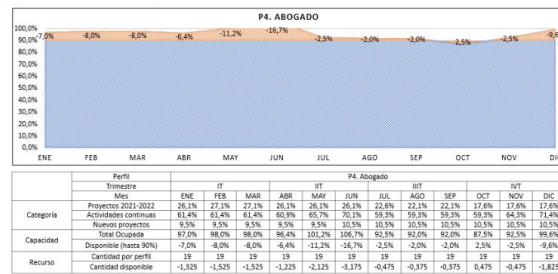 P4. ABOGADO
100,0%
90,0%
80,0%
70,0%
60,0%
50,0%
40,0%
30,0%
20,0%
10,0%
0,0%
-7,0% -8,0% -8,0% -6,4% -11,2% -16,7% -2,5% -2,0% -2,0% 2,5% -2,5% -9,6
ENE FEB MAR ABR MAY JUN JUL AGO SEP OCT NOV DI
Perfil P4. Abogado
Trimestre IT IIT IIIT IVT
Mes ENE FEB MAR ABR MAY JUN JUL AGO SEP OCT NOV DIC
Categoría Proyectos 2021-2022 26,1% 27,1% 27,1% 26,1% 26,1% 26,1% 22,6% 22,1% 22,1% 17,6% 17,6% 17,6%
Actividades continuas 61,4% 61,4% 61,4% 60,9% 65,7% 70,1% 59,3% 59,3% 59,3% 59,3% 64,3% 71,4%
Nuevos proyectos 9,5% 9,5% 9,5% 9,5% 9,5% 10,5% 10,5% 10,5% 10,5% 10,5% 10,5% 10,5%
Capacidad Total Ocupada 97,0% 98,0% 98,0% 96,4% 101,2% 106,7% 92,5% 92,0% 92,0% 87,5% 92,5% 99,6%
Disponible (hasta 90%) -7,0% -8,0% -8,0% -6,4% -11,2% -16,7% -2,5% -2,0% -2,0% 2,5% -2,5% -9,6%
Recurso Cantidad por perfil 19 19 19 19 19 19 19 19 19 19 19 19
Cantidad disponible -1,325 -1,525 -1,525 -1,225 -2,125 -3,175 -0,475 -0,375 -0,375 0,475 -0,475 -1,825